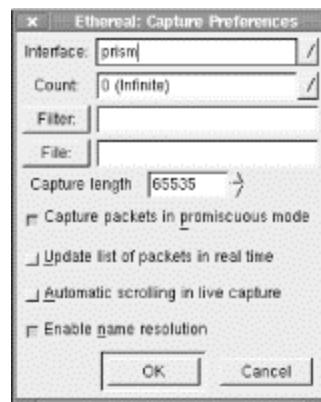 Ethereal: Capture Preferences
Interface: prism
Count: 0 (Infinite)
Filter:
File:
Capture length 65535
Capture packets in promiscuous mode
Update list of packets in real time
Automatic scrolling in live capture
Enable name resolution
OK Cancel